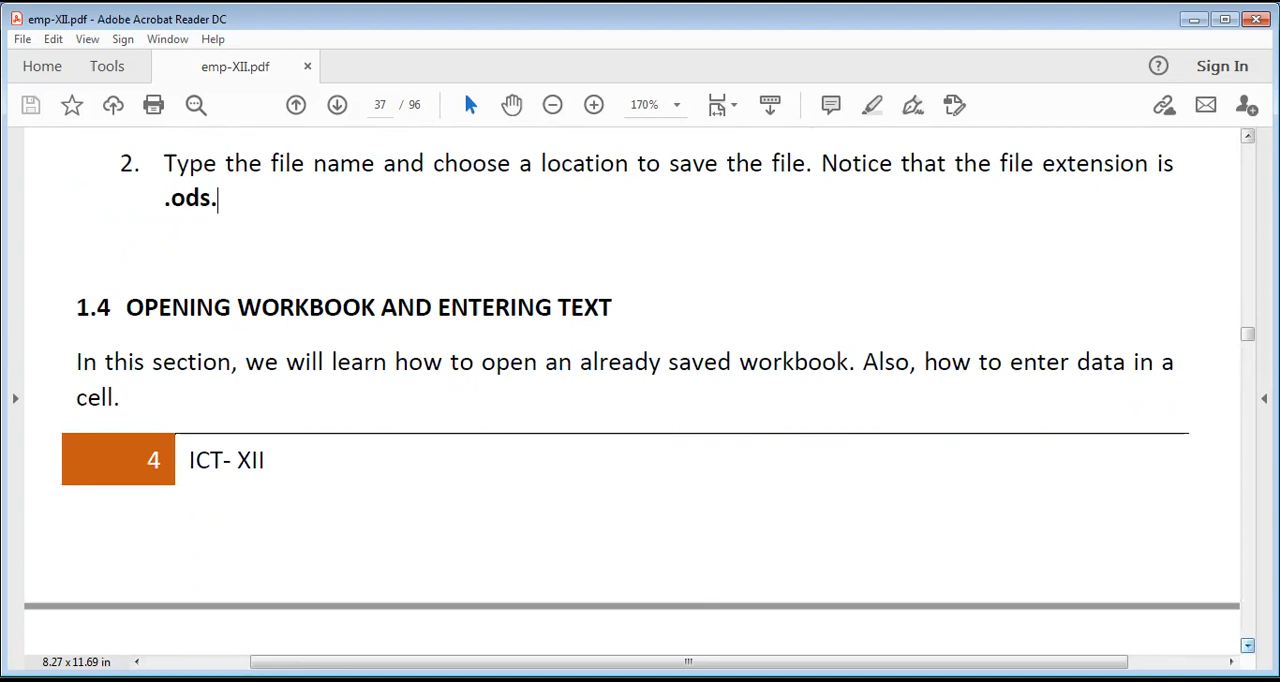 emp-XII.pdf - Adobe Acrobat Reader DC
File Edit View Sign Window Help
Home Tools emp-XII.pdf × ? Sign In
37 / 96 170%
2. Type the file name and choose a location to save the file. Notice that the file extension is
.ods.
1.4 OPENING WORKBOOK AND ENTERING TEXT
In this section, we will learn how to open an already saved workbook. Also, how to enter data in a
cell.
4 ICT- XII
8.27 x 11.69 in